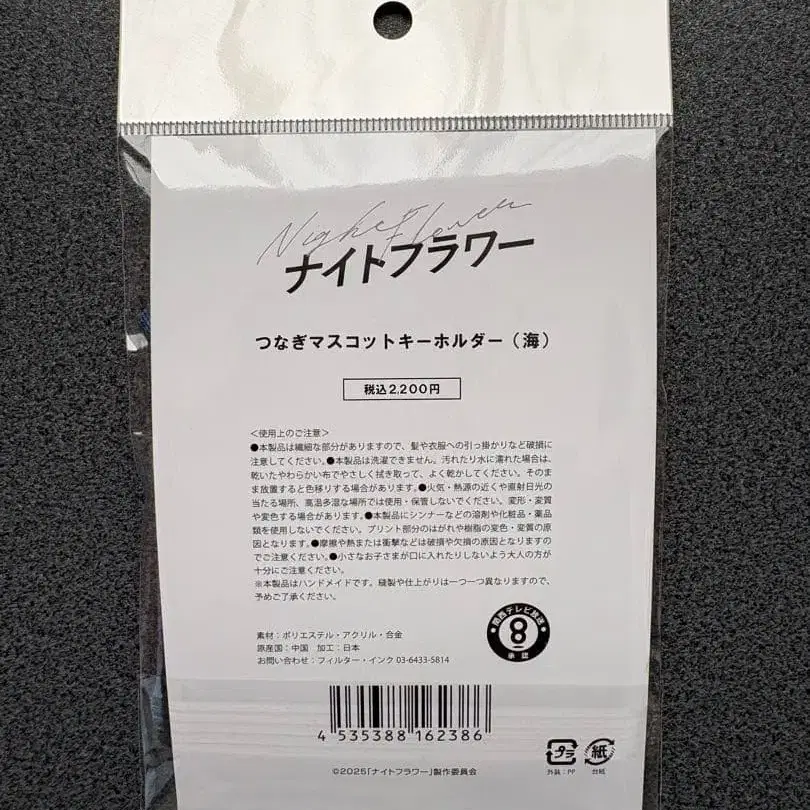 Night Flower
ナイトフラワー
つなぎマスコットキーホルダー（海）
税込2,200円
＜使用上のご注意＞
●本製品は繊細な部分がありますので、髪や衣服への引っ掛かりなど破損に
注意してください。●本製品は洗濯できません。汚れたり水に濡れた場合は、
乾いたやわらかい布でやさしく拭き取って、よく乾かしてください。そのま
ま放置すると色移りする場合があります。●火気・熱源の近くや直射日光の
当たる場所、高温多湿な場所では使用・保管しないでください。変形・変質
や変色する場合があります。●本製品にシンナーなどの溶剤や化粧品・薬品
類を使用しないでください。プリント部分のはがれや樹脂の変色・変質の原
因となります。●摩擦や熱または衝撃などは破損や欠損の原因となりますの
でご注意ください。●小さなお子さまが口に入れたりしないよう大人の方が
十分にご注意ください。
※本製品はハンドメイドです。縫製や仕上がりは一つ一つ異なりますので、
予めご了承ください。
素材：ポリエステル・アクリル・合金
原産国：中国 加工：日本
お問い合わせ：フィルター・インク 03-6433-5814
関西テレビ放送
8
承認
4 535388 162386
プラ
外装：PP
紙
台紙
©2025「ナイトフラワー」製作委員会